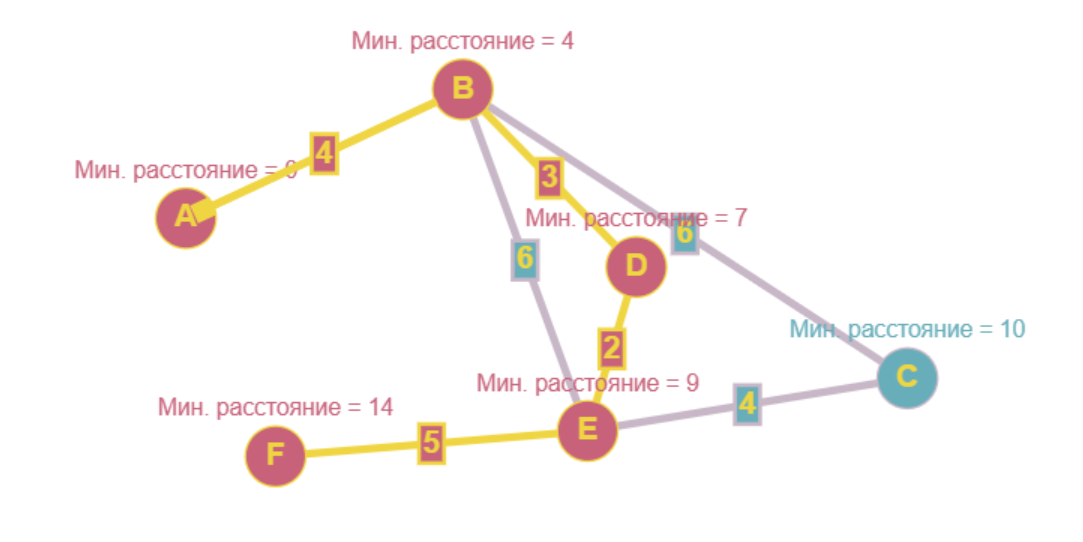 Мин. расстояние = 4
B
4
Мин. расстояние = 0
A
3
Мин. расстояние = 7
6
6
D
Мин. расстояние = 10
2
C
Мин. расстояние = 9
4
Мин. расстояние = 14
E
5
F